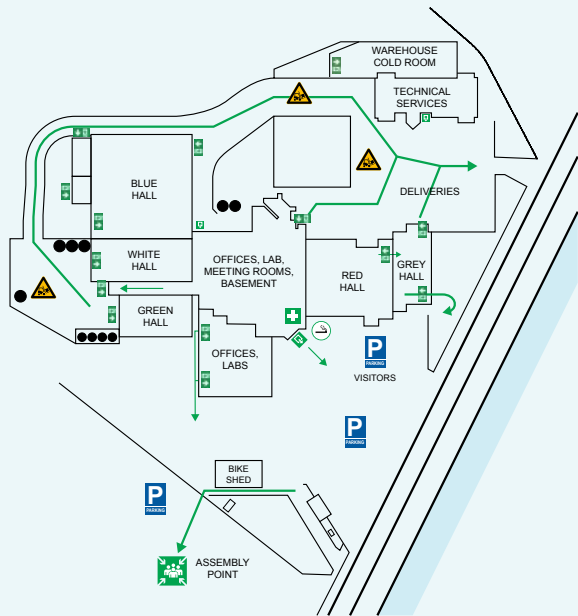 WAREHOUSE
COLD ROOM
TECHNICAL
SERVICES
BLUE
HALL
DELIVERIES
WHITE
HALL
OFFICES, LAB,
MEETING ROOMS,
BASEMENT
RED
HALL
GREY
HALL
GREEN
HALL
OFFICES,
LABS
P
PARKING
VISITORS
P
PARKING
BIKE
SHED
P
PARKING
ASSEMBLY
POINT